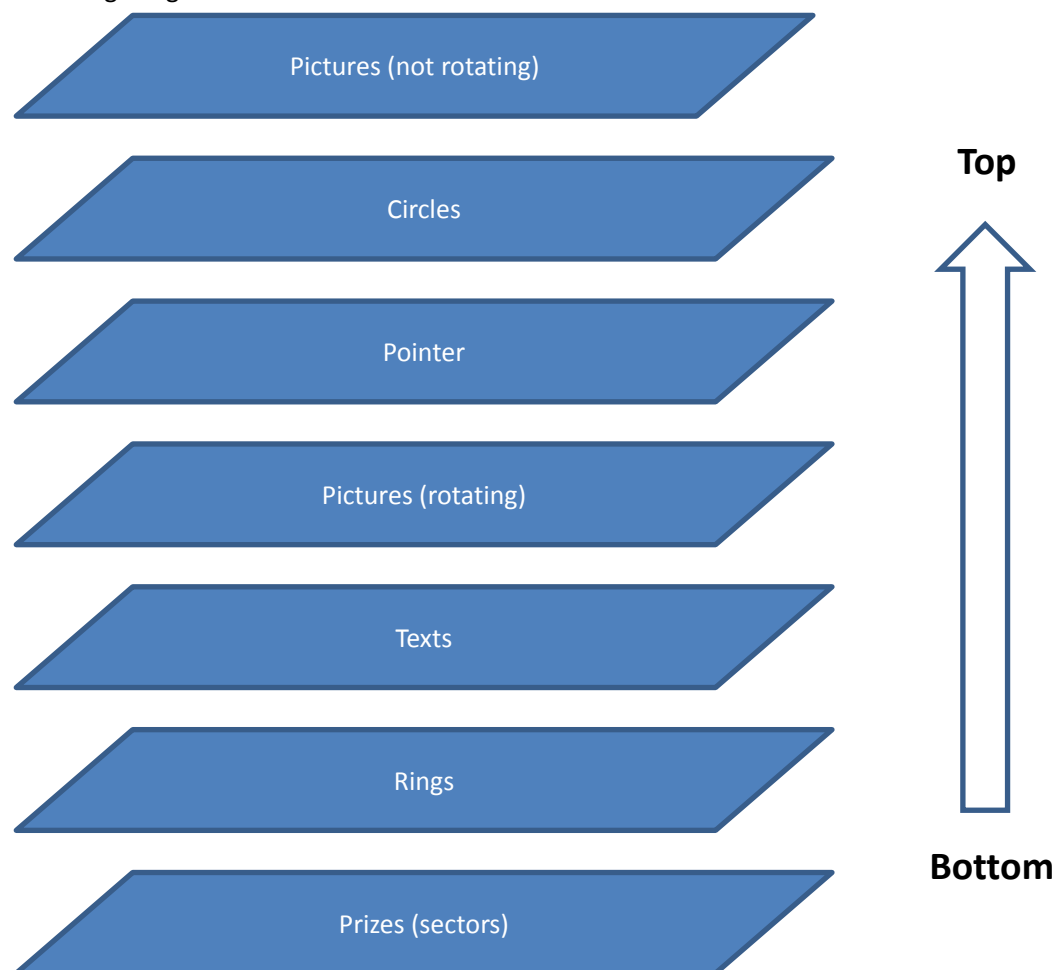 Pictures (not rotating)
Circles
Top
Pointer
Pictures (rotating)
Texts
Rings
Bottom
Prizes (sectors)